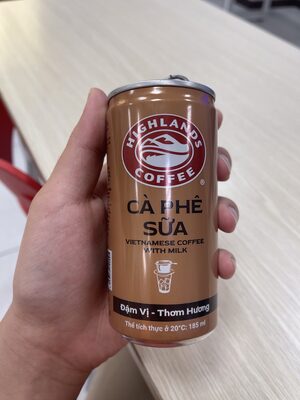 HIGHLANDS
COFFEE
®
CÀ PHÊ
SỮA
VIETNAMESE COFFEE
WITH MILK
Đậm Vị - Thơm Hương
Thể tích thực ở 20°C: 185 ml